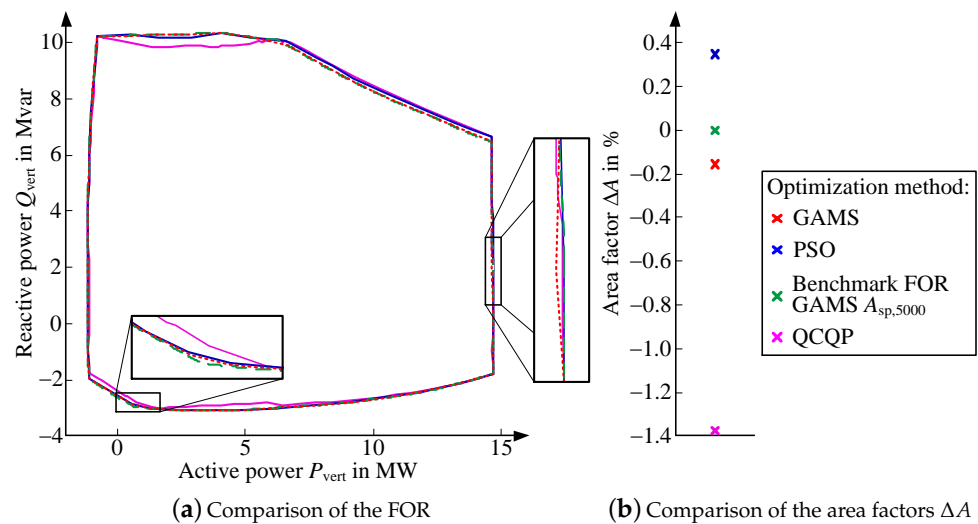 Reactive power Qvert in Mvar
10
8
6
4
2
0
−2
−4
0
5
10
15
Active power Pvert in MW
(a) Comparison of the FOR
Area factor ΔA in %
0.4
0.2
0
−0.2
−0.4
−0.6
−0.8
−1.0
−1.2
−1.4
Optimization method:
GAMS
PSO
Benchmark FOR
GAMS Asp,5000
QCQP
(b) Comparison of the area factors ΔA